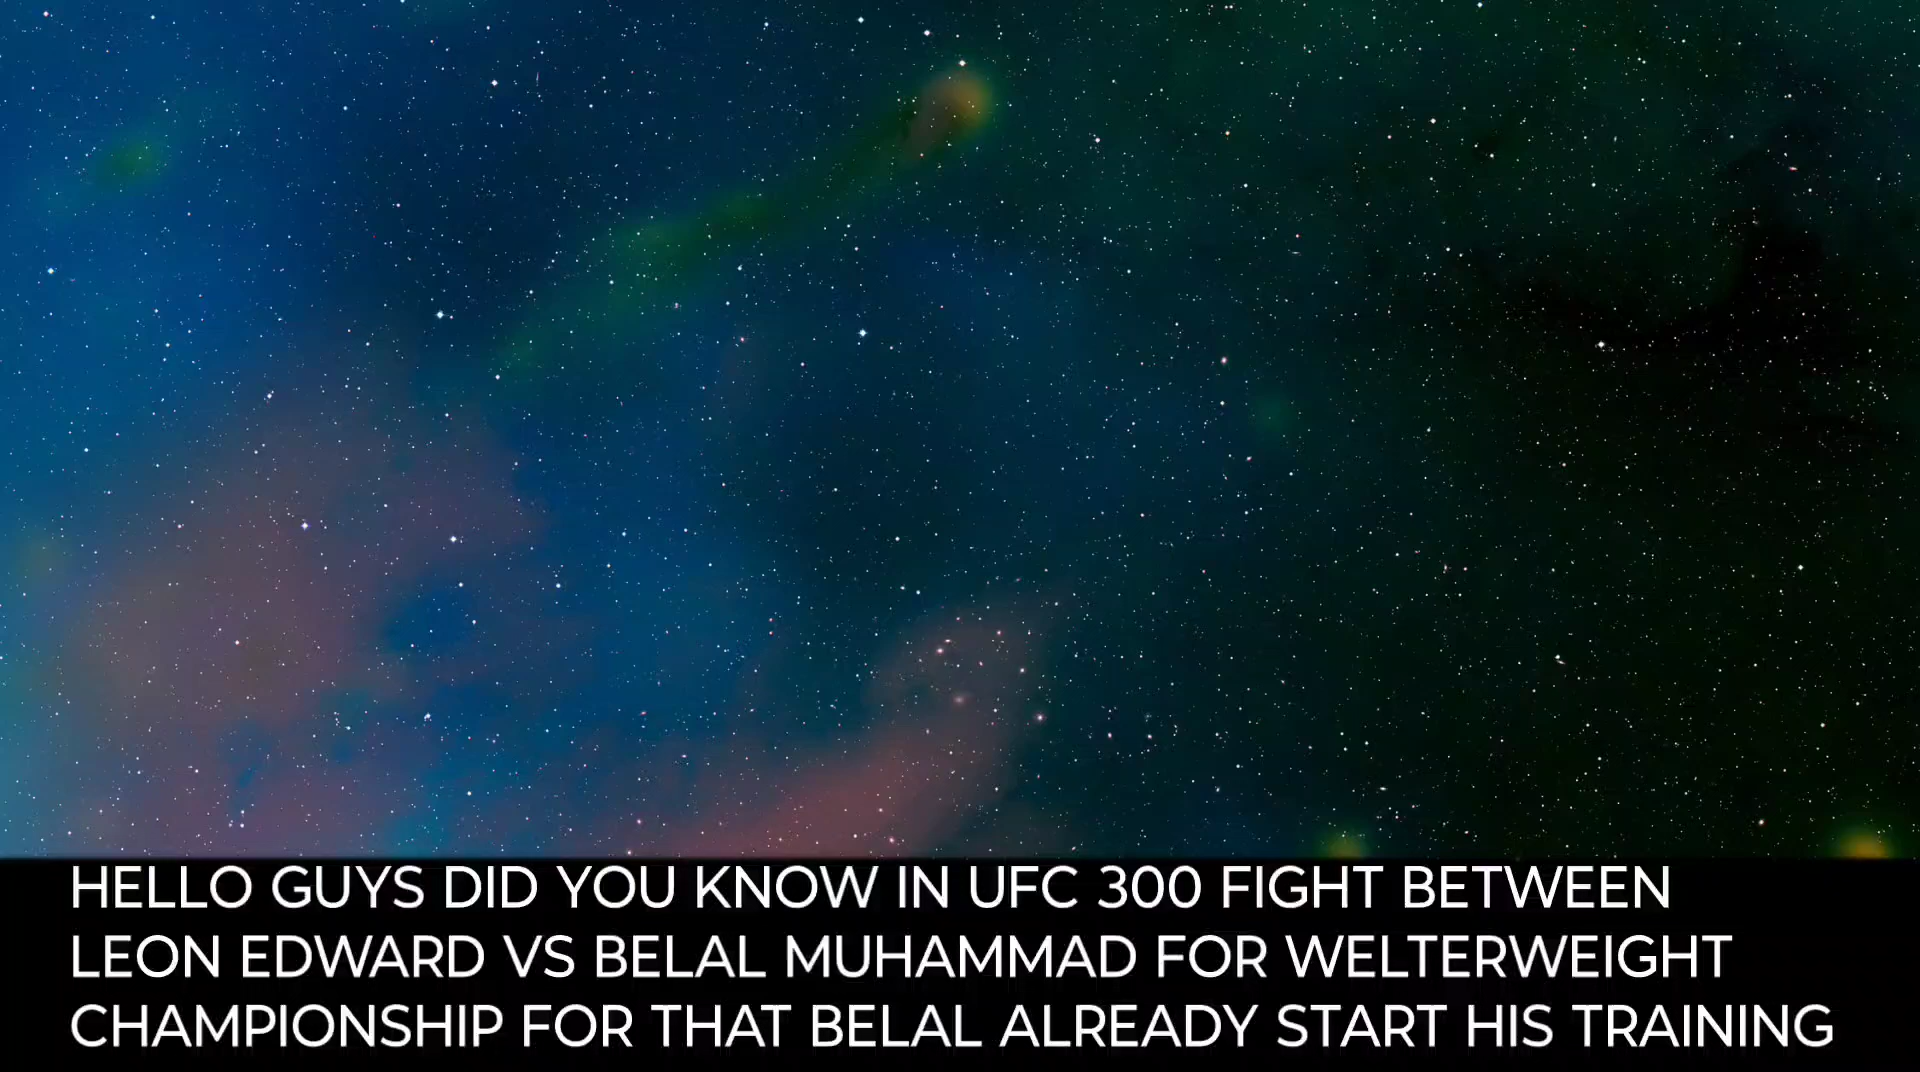 HELLO GUYS DID YOU KNOW IN UFC 300 FIGHT BETWEEN
LEON EDWARD VS BELAL MUHAMMAD FOR WELTERWEIGHT
CHAMPIONSHIP FOR THAT BELAL ALREADY START HIS TRAINING